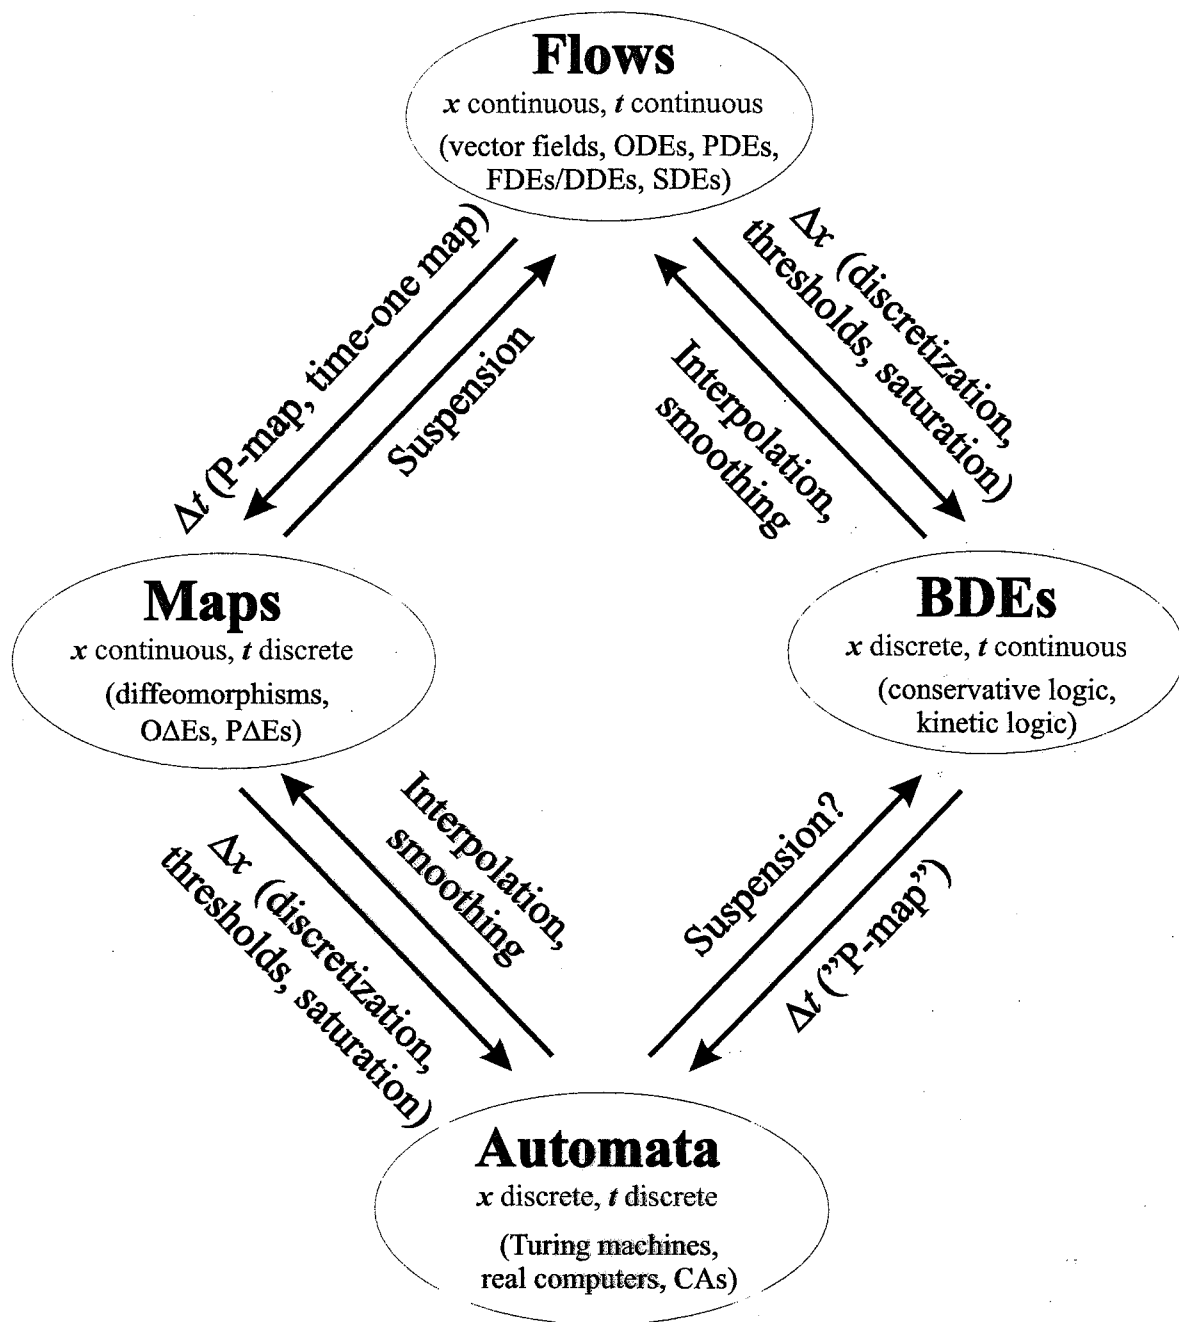 Flows
x continuous, t continuous
(vector fields, ODEs, PDEs,
FDEs/DDEs, SDEs)
Δt (P-map, time-one map)
Suspension
Interpolation,
smoothing
Δx (discretization,
thresholds, saturation)
Maps
x continuous, t discrete
(diffeomorphisms,
OΔEs, PΔEs)
BDEs
x discrete, t continuous
(conservative logic,
kinetic logic)
Δx (discretization,
thresholds, saturation)
Interpolation,
smoothing
Suspension?
Δt (”P-map”)
Automata
x discrete, t discrete
(Turing machines,
real computers, CAs)